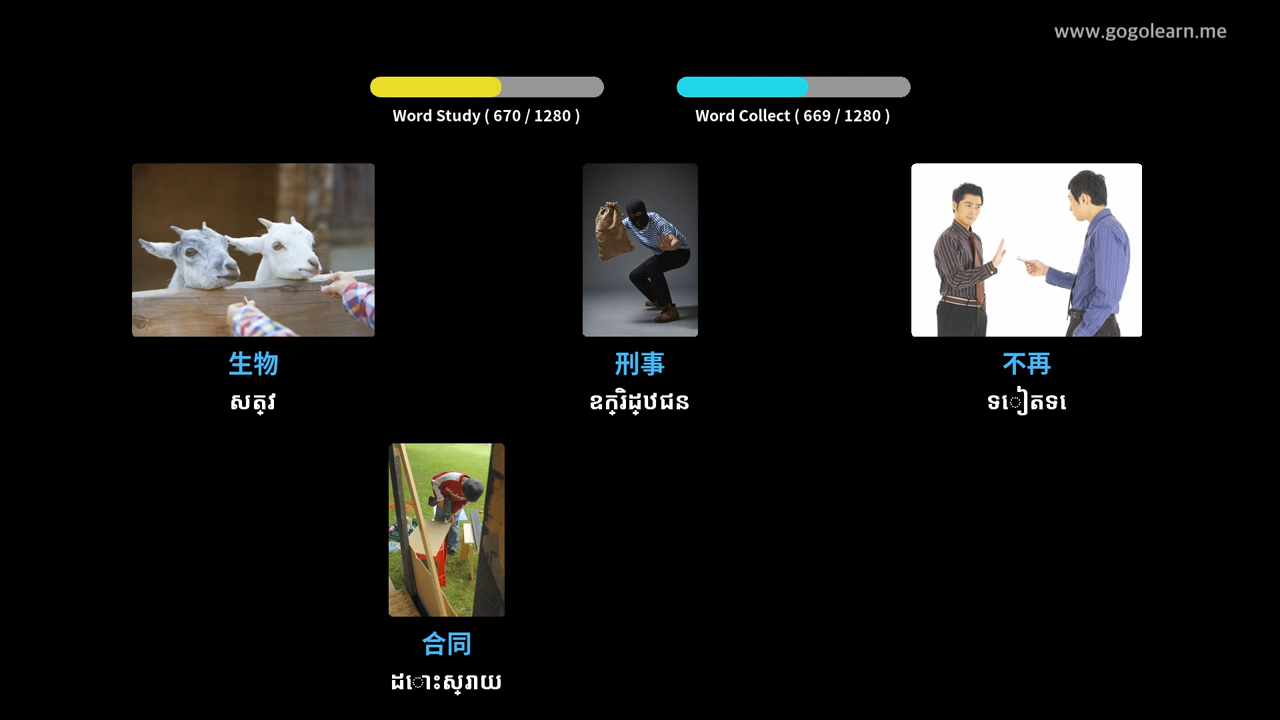 www.gogolearn.me
Word Study ( 670 / 1280 )
Word Collect ( 669 / 1280 )
生物
សត្វ
刑事
ឧក្រិដ្ឋជន
不再
ទៀតទេ
合同
ដោះស្រាយ